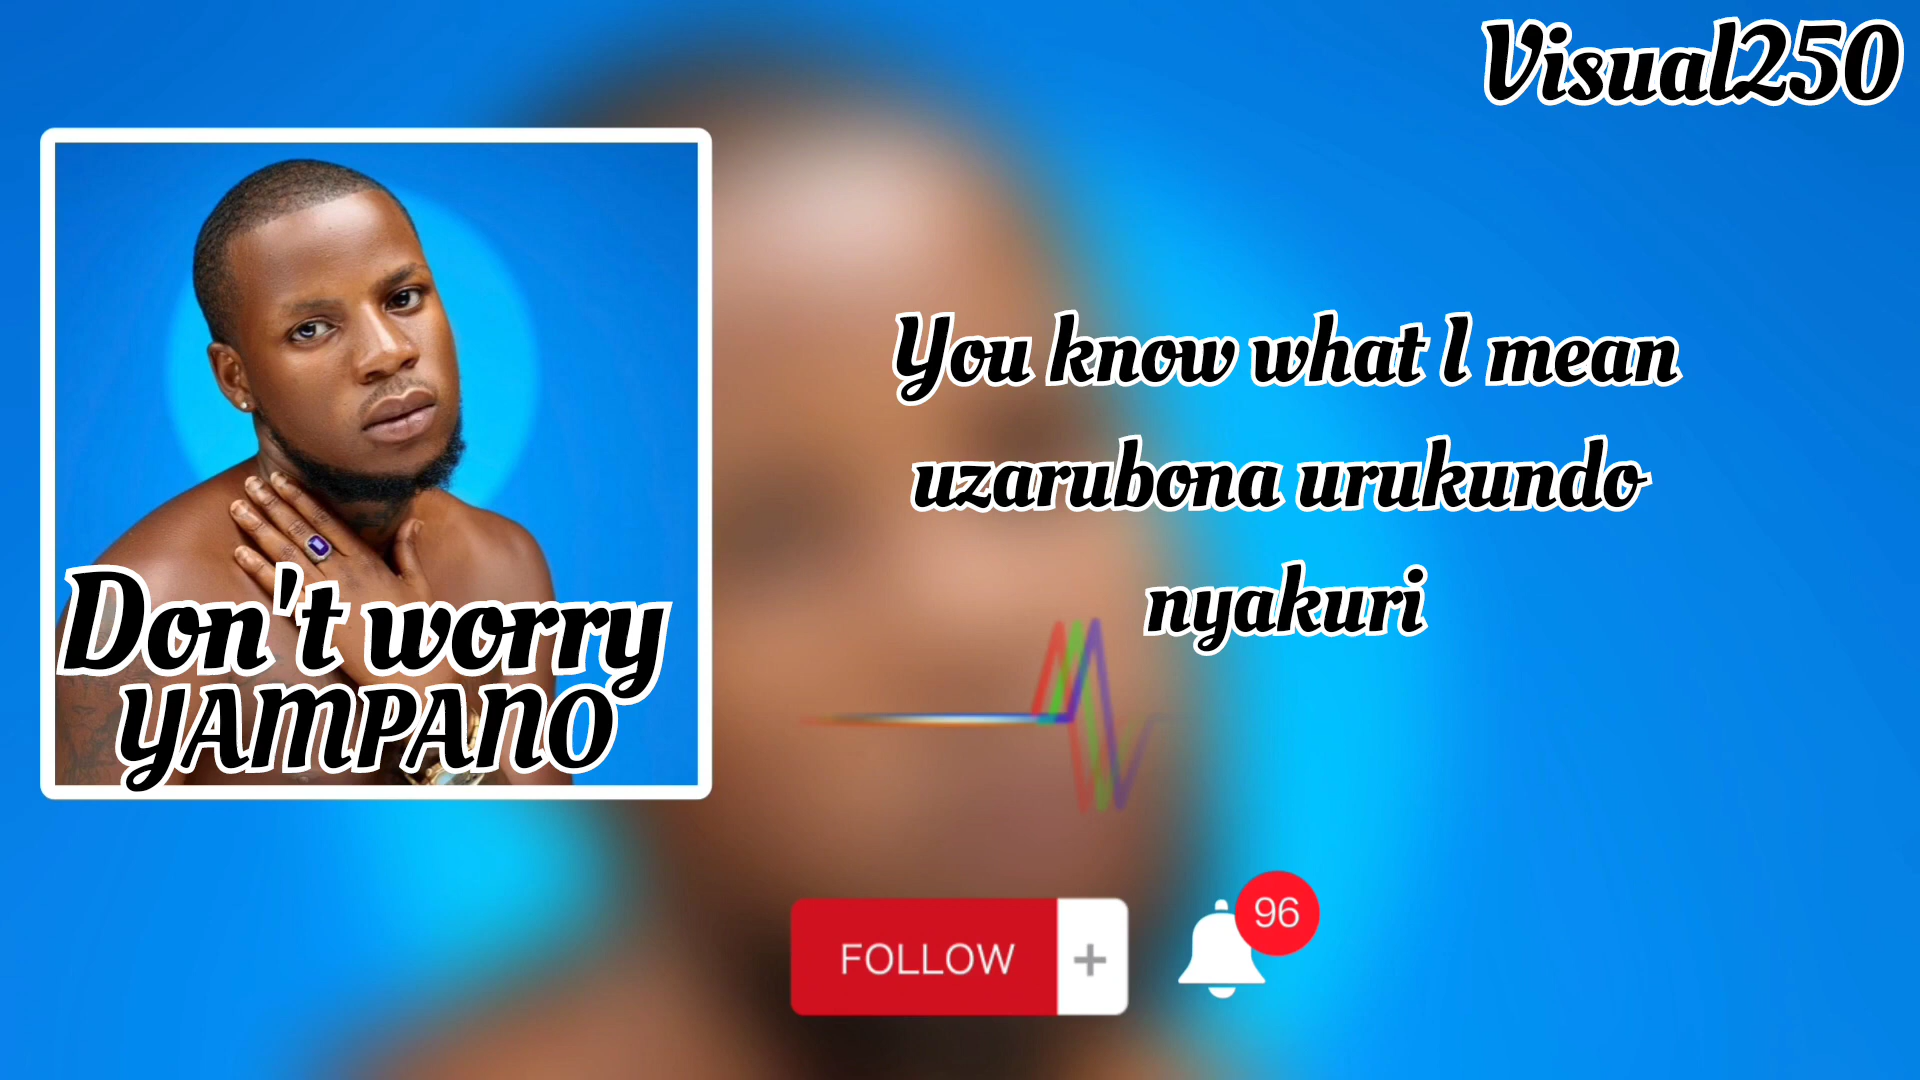 Visual250
Don't worry
YAMPANO
You know what I mean
uzarubona urukundo
nyakuri
FOLLOW +
96